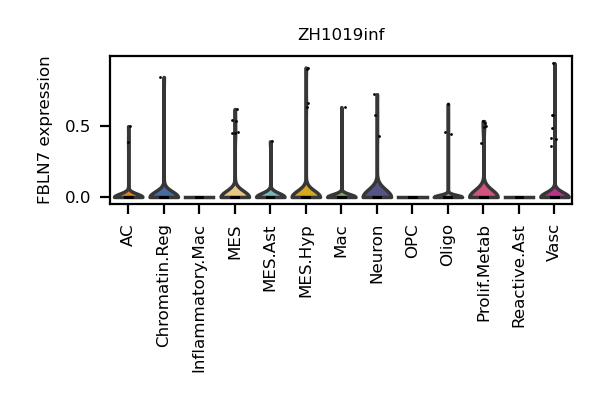 ZH1019inf
FBLN7 expression
0.5
0.0
AC
Chromatin.Reg
Inflammatory.Mac
MES
MES.Ast
MES.Hyp
Mac
Neuron
OPC
Oligo
Prolif.Metab
Reactive.Ast
Vasc